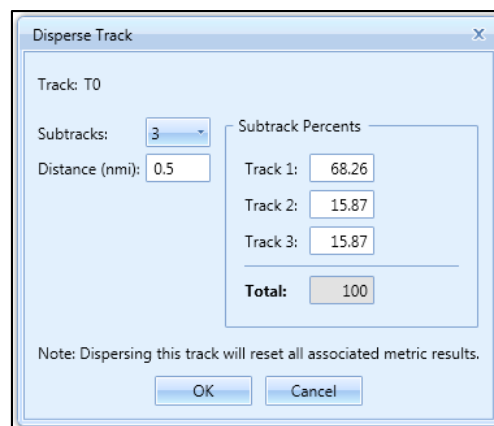 Disperse Track
x
Track: T0
Subtracks: 3
Distance (nmi): 0.5
Subtrack Percents
Track 1: 68.26
Track 2: 15.87
Track 3: 15.87
Total: 100
Note: Dispersing this track will reset all associated metric results.
OK Cancel